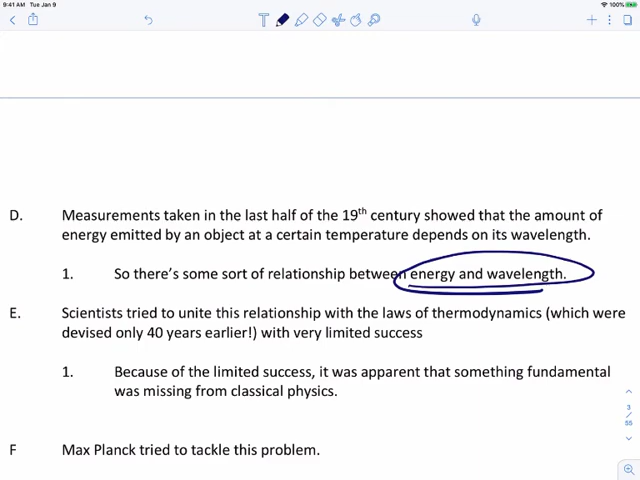 9:41 AM Tue Jan 9
100%
T
D. Measurements taken in the last half of the 19th century showed that the amount of
energy emitted by an object at a certain temperature depends on its wavelength.
1. So there's some sort of relationship between energy and wavelength.
E. Scientists tried to unite this relationship with the laws of thermodynamics (which were
devised only 40 years earlier!) with very limited success
1. Because of the limited success, it was apparent that something fundamental
was missing from classical physics.
3
/
55
F Max Planck tried to tackle this problem.